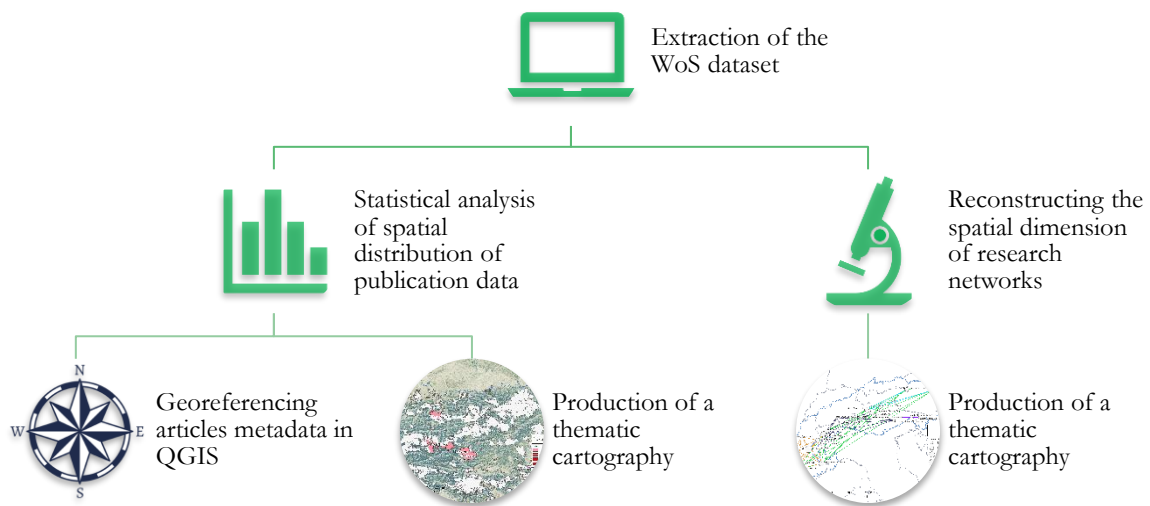 Extraction of the
WoS dataset
Statistical analysis
of spatial
distribution of
publication data
Reconstructing the
spatial dimension
of research
networks
N
W
E
S
Georeferencing
articles metadata in
QGIS
Production of a
thematic
cartography
Production of a
thematic
cartography